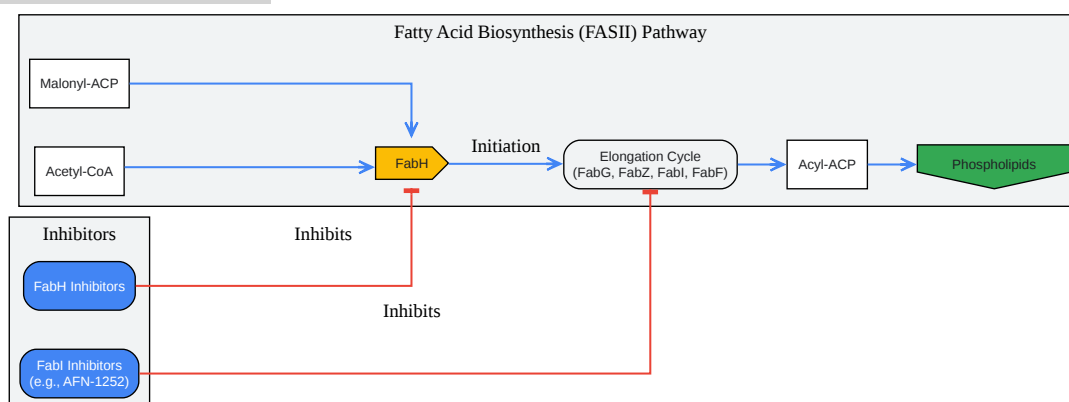 Fatty Acid Biosynthesis (FASII) Pathway
Malonyl-ACP
Acetyl-CoA
FabH
Initiation
Elongation Cycle
(FabG, FabZ, FabI, FabF)
Acyl-ACP
Phospholipids
Inhibitors
Inhibits
FabH Inhibitors
Inhibits
FabI Inhibitors
(e.g., AFN-1252)